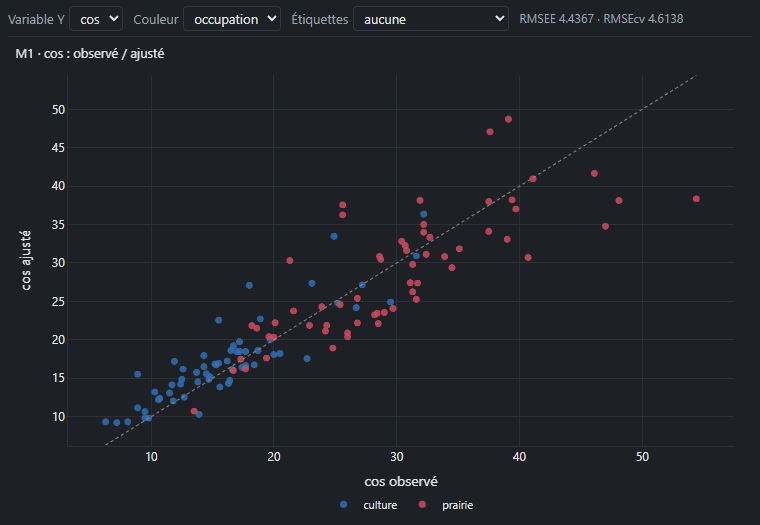 Variable Y cos Couleur occupation Étiquettes aucune RMSEE 4.4367 · RMSEcv 4.6138
M1 · cos : observé / ajusté
50
45
40
35
30
25
20
15
10
cos ajusté
10 20 30 40 50
cos observé
culture prairie